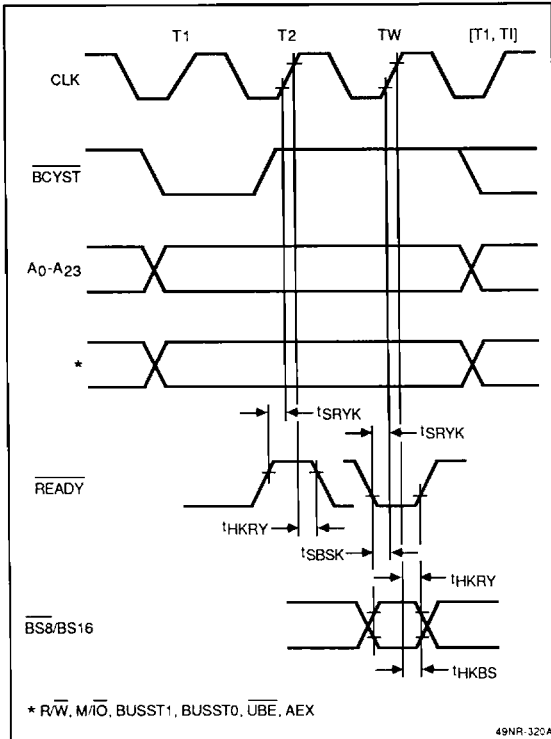 T1 T2 TW [T1, TI]
CLK
BCYST
A0-A23
*
tSRYK tSRYK
READY
tHKRY
tSBSK
tHKRY
BS8/BS16
tHKBS
* R/W, M/IO, BUSST1, BUSST0, UBE, AEX
49NR-320A